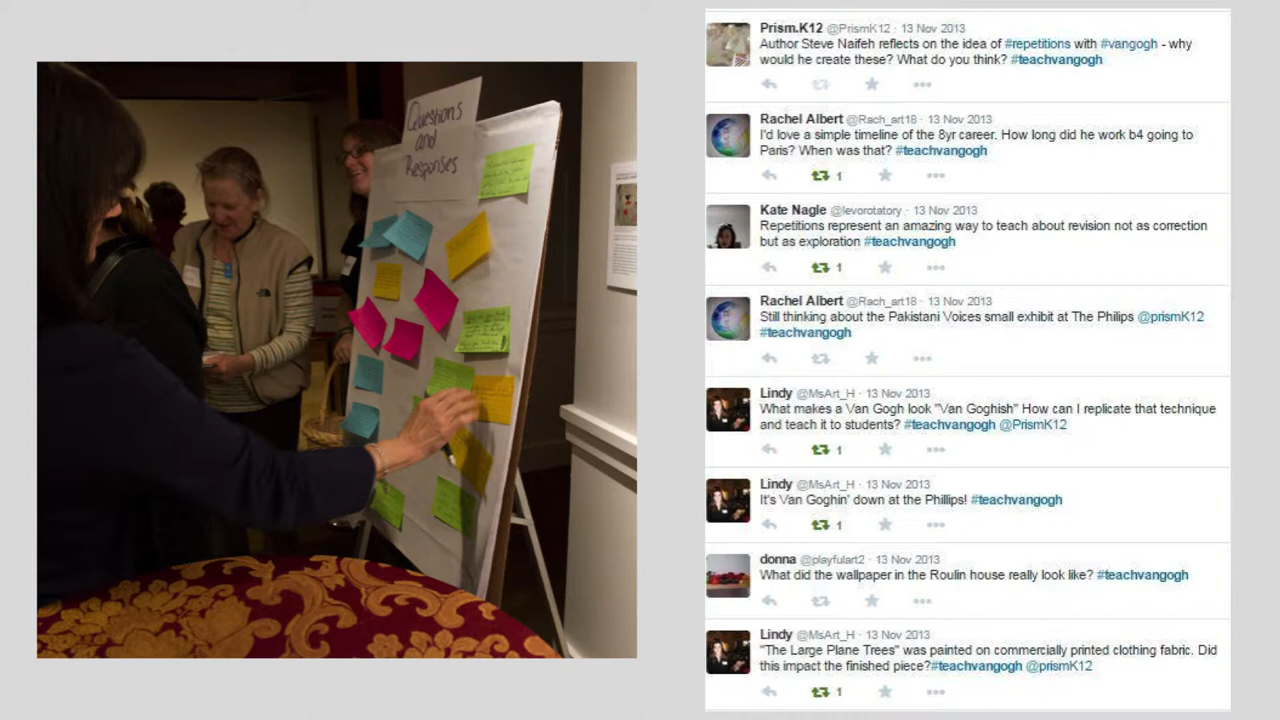 Questions
and
Responses
Prism.K12 @PrismK12 · 13 Nov 2013
Author Steve Naifeh reflects on the idea of #repetitions with #vangogh - why
would he create these? What do you think? #teachvangogh
Rachel Albert @Rach_art18 · 13 Nov 2013
I'd love a simple timeline of the 8yr career. How long did he work b4 going to
Paris? When was that? #teachvangogh
1
Kate Nagle @levorotatory · 13 Nov 2013
Repetitions represent an amazing way to teach about revision not as correction
but as exploration #teachvangogh
1
Rachel Albert @Rach_art18 · 13 Nov 2013
Still thinking about the Pakistani Voices small exhibit at The Philips @prismK12
#teachvangogh
Lindy @MsArt_H · 13 Nov 2013
What makes a Van Gogh look "Van Goghish" How can I replicate that technique
and teach it to students? #teachvangogh @PrismK12
1
Lindy @MsArt_H · 13 Nov 2013
It's Van Goghin' down at the Phillips! #teachvangogh
1
donna @playfulart2 · 13 Nov 2013
What did the wallpaper in the Roulin house really look like? #teachvangogh
Lindy @MsArt_H · 13 Nov 2013
"The Large Plane Trees" was painted on commercially printed clothing fabric. Did
this impact the finished piece?#teachvangogh @prismK12
1